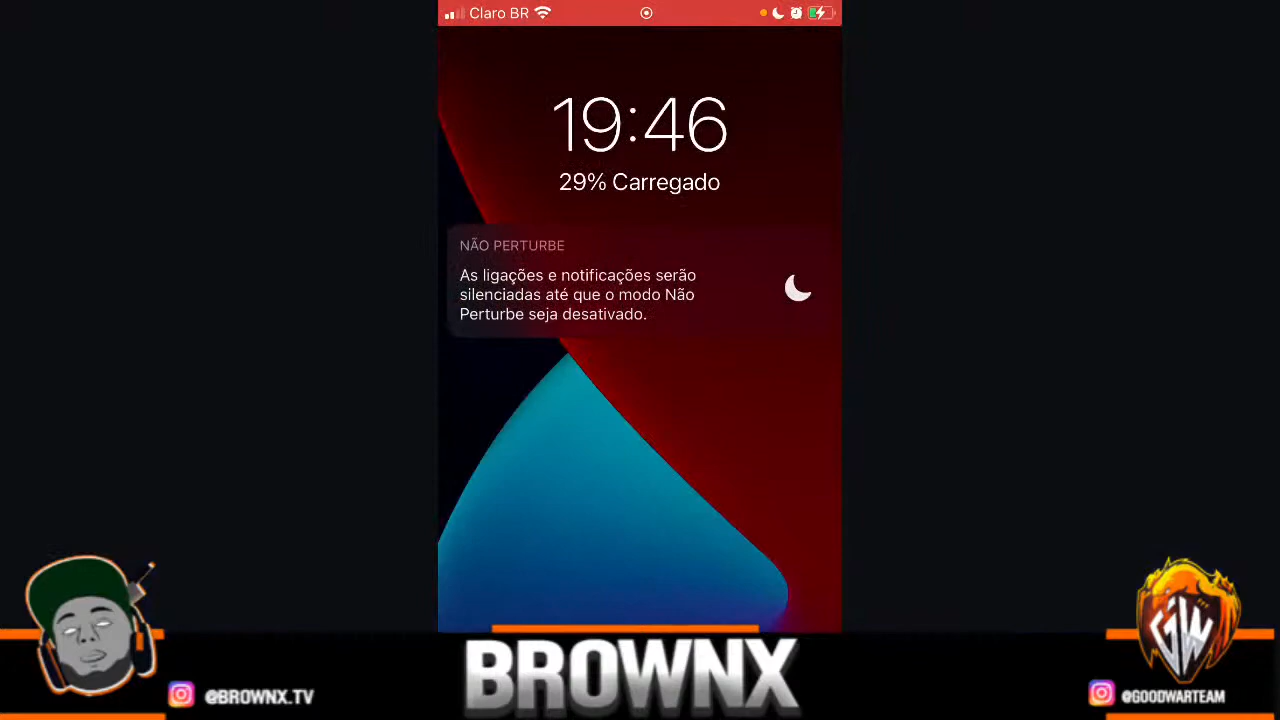 Claro BR
19:46
29% Carregado
NÃO PERTURBE
As ligações e notificações serão
silenciadas até que o modo Não
Perturbe seja desativado.
GW
BROWNX
@BROWNX.TV
@GOODWARTEAM